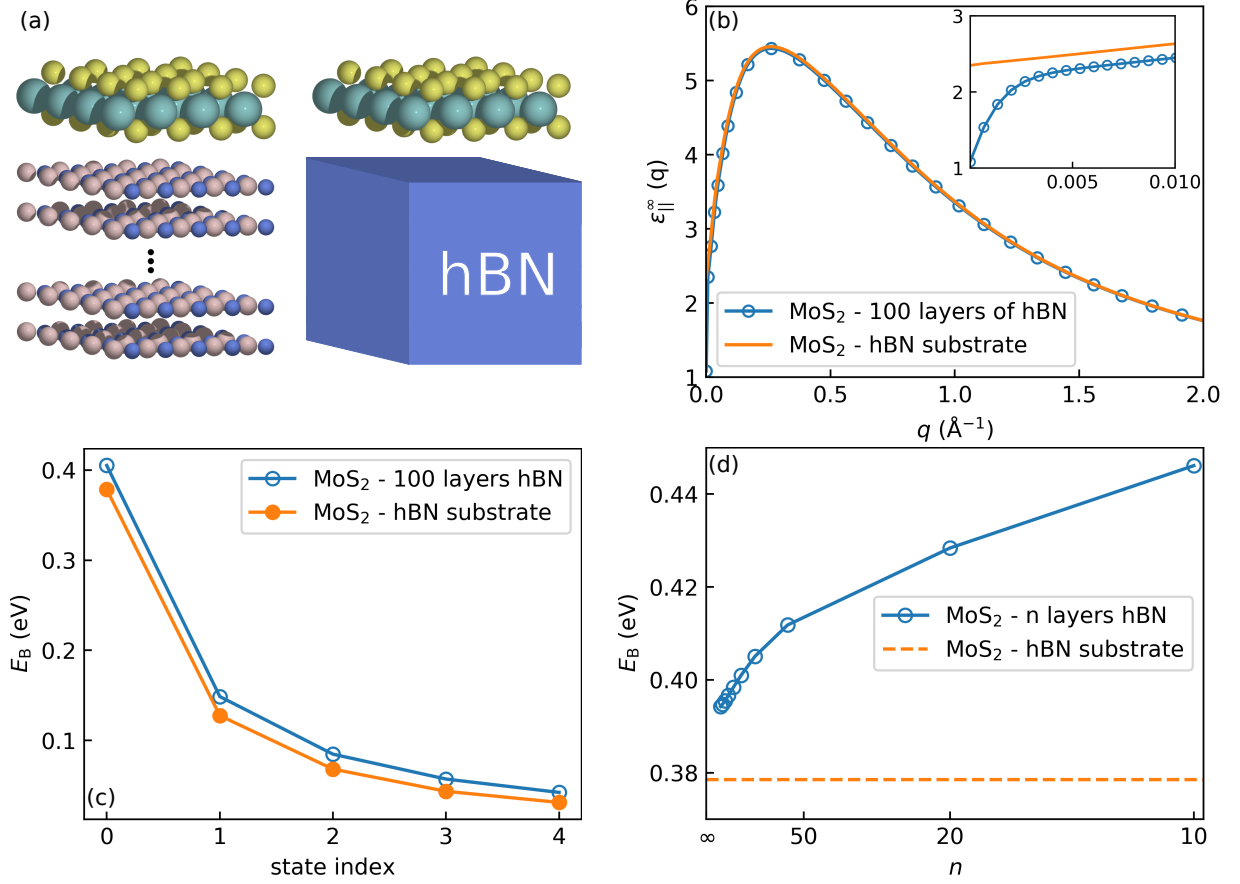 (a)
hBN
(b)
6
5
4
3
2
1
ε∥∞ (q)
3
2
1
0.005 0.010
MoS₂ - 100 layers of hBN
MoS₂ - hBN substrate
0.0 0.5 1.0 1.5 2.0
q (Å⁻¹)
0.4
0.3
0.2
0.1
E_B (eV)
MoS₂ - 100 layers hBN
MoS₂ - hBN substrate
(c)
0 1 2 3 4
state index
(d)
0.44
0.42
0.40
0.38
E_B (eV)
MoS₂ - n layers hBN
MoS₂ - hBN substrate
∞ 50 20 10
n